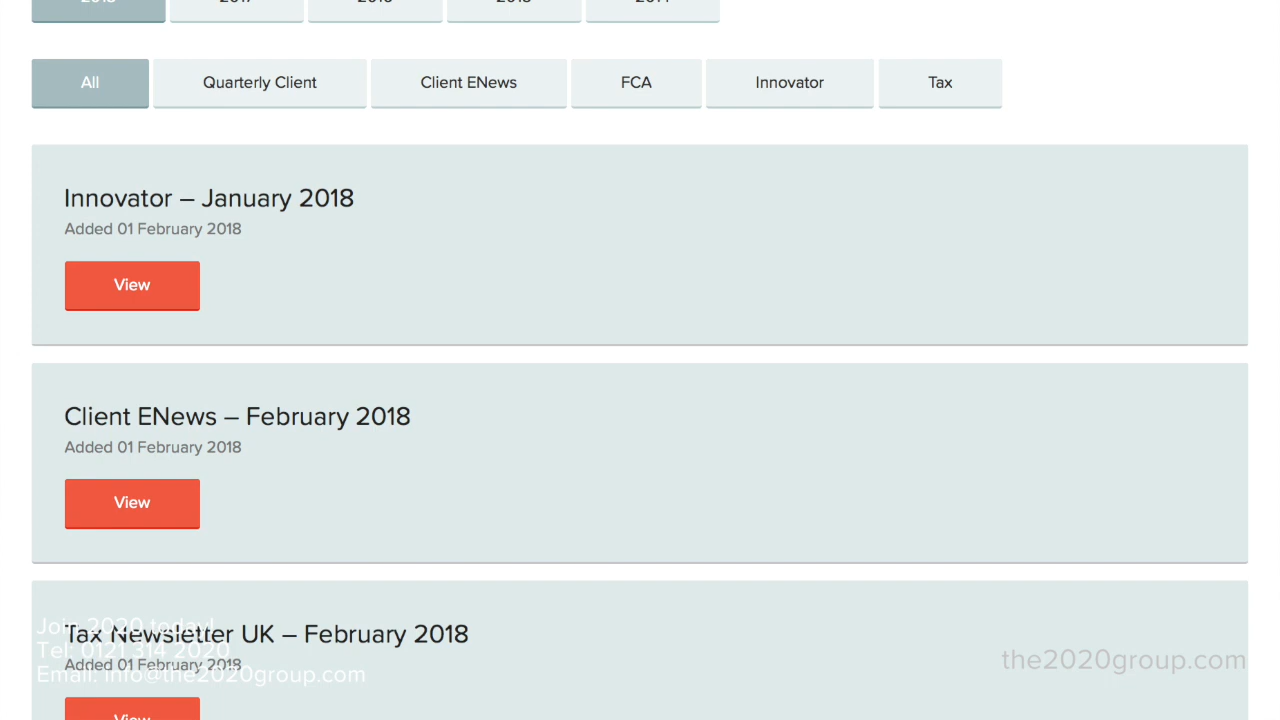 2017
All
Quarterly Client
Client ENews
FCA
Innovator
Tax
Innovator – January 2018
Added 01 February 2018
View
Client ENews – February 2018
Added 01 February 2018
View
Tax Newsletter UK – February 2018
Added 01 February 2018
View
Join 2020 today!
Tel: 0121 314 2020
Email: info@the2020group.com
the2020group.com